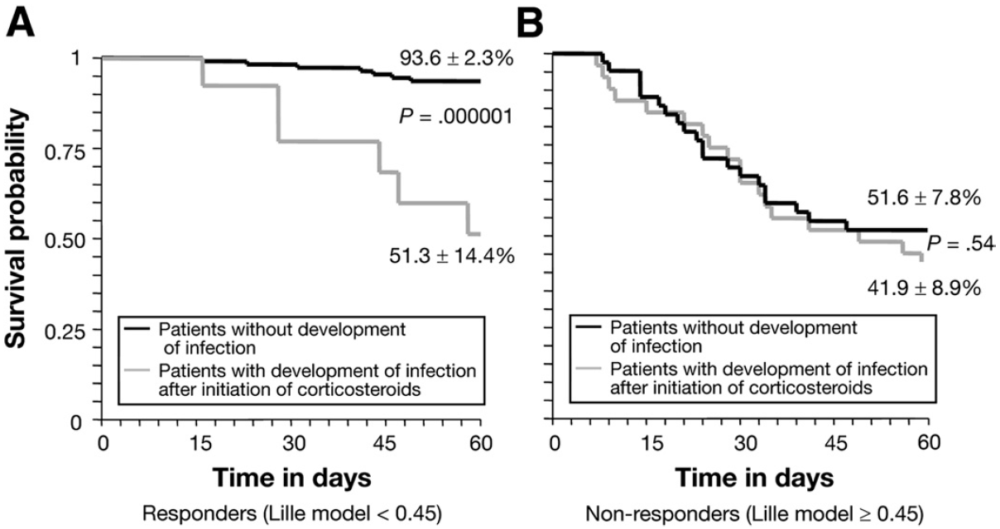 A
B
Survival probability
1
0.75
0.50
0.25
0
93.6 ± 2.3%
P = .000001
51.3 ± 14.4%
Patients without development
of infection
Patients with development of infection
after initiation of corticosteroids
0 15 30 45 60
Time in days
Responders (Lille model < 0.45)
51.6 ± 7.8%
P = .54
41.9 ± 8.9%
Patients without development
of infection
Patients with development of infection
after initiation of corticosteroids
0 15 30 45 60
Time in days
Non-responders (Lille model ≥ 0.45)